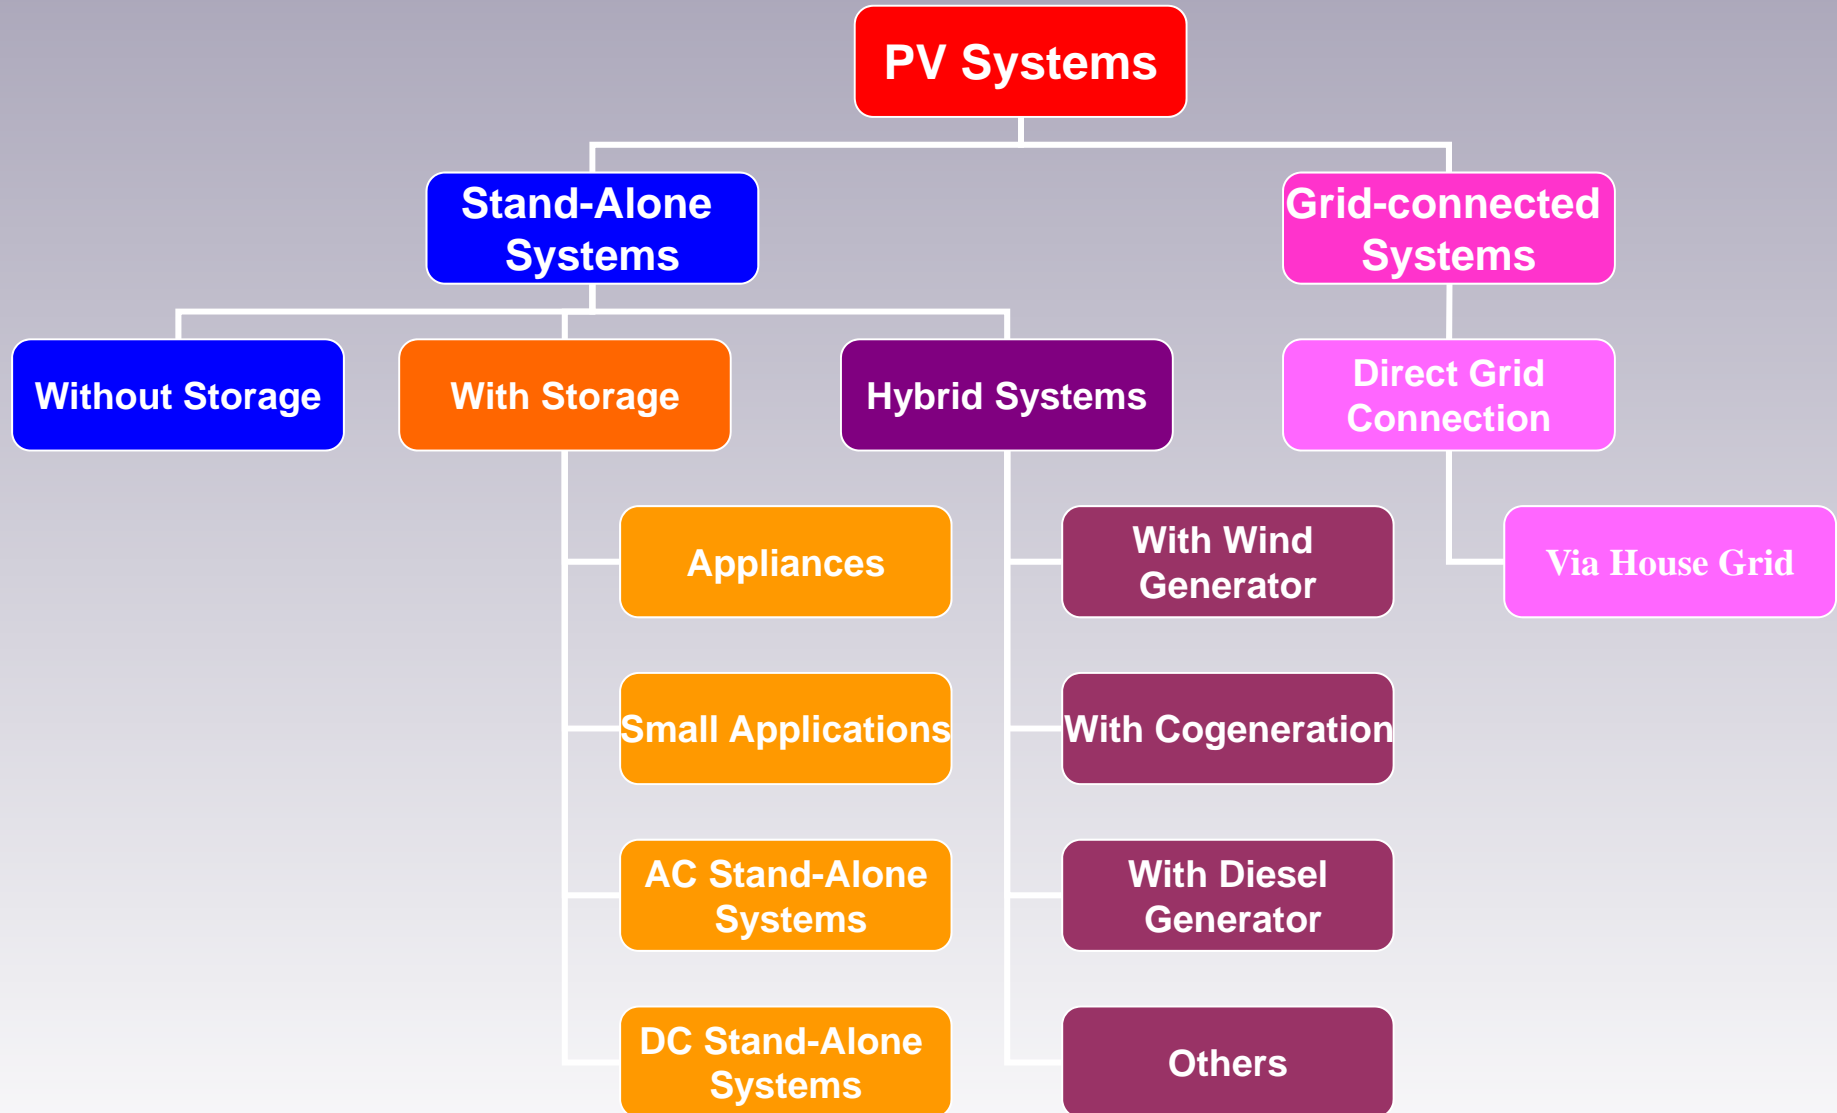 PV Systems
Stand-Alone
Systems
Grid-connected
Systems
Without Storage
With Storage
Hybrid Systems
Direct Grid
Connection
Appliances
With Wind
Generator
Via House Grid
Small Applications
With Cogeneration
AC Stand-Alone
Systems
With Diesel
Generator
DC Stand-Alone
Systems
Others